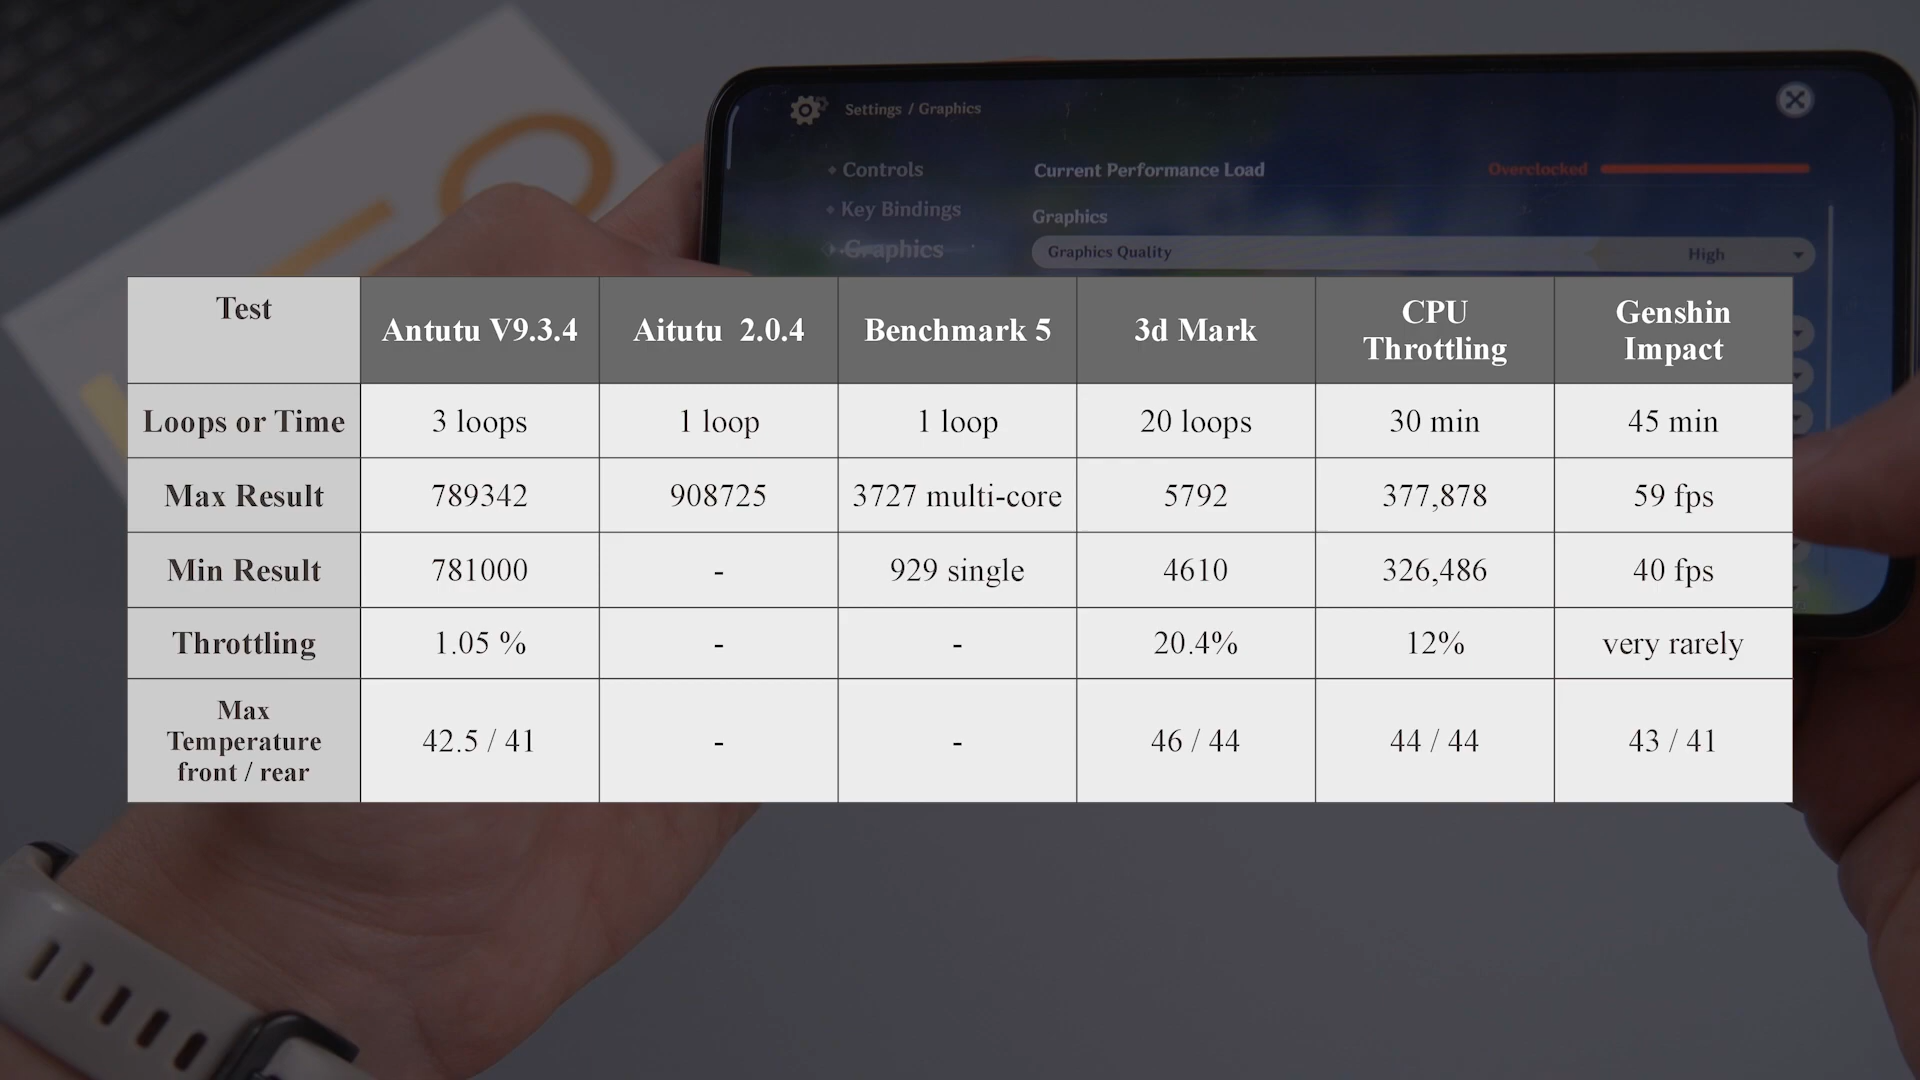 Settings / Graphics
Controls
Current Performance Load
Overclocked
Key Bindings
Graphics
Graphics
Graphics Quality
High
Test
Antutu V9.3.4
Aitutu 2.0.4
Benchmark 5
3d Mark
CPU
Throttling
Genshin
Impact
Loops or Time
3 loops
1 loop
1 loop
20 loops
30 min
45 min
Max Result
789342
908725
3727 multi-core
5792
377,878
59 fps
Min Result
781000
-
929 single
4610
326,486
40 fps
Throttling
1.05 %
-
-
20.4%
12%
very rarely
Max
Temperature
front / rear
42.5 / 41
-
-
46 / 44
44 / 44
43 / 41